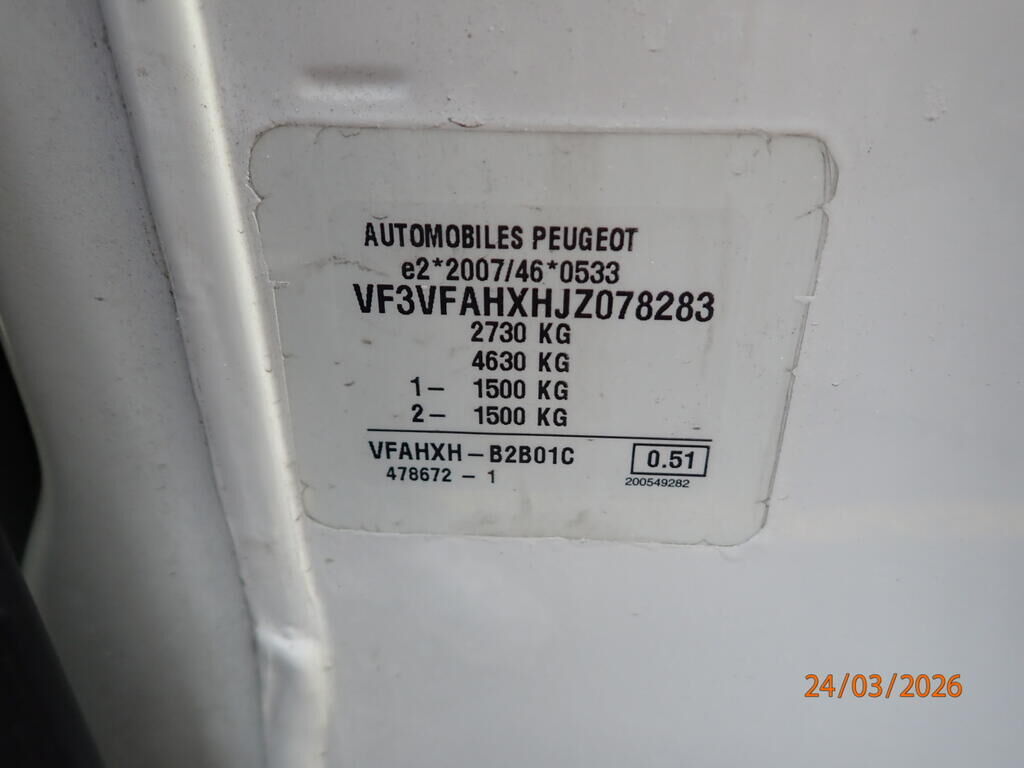 AUTOMOBILES PEUGEOT
e2*2007/46*0533
VF3VFAHXHJZ078283
2730 KG
4630 KG
1- 1500 KG
2- 1500 KG
VFAHXH-B2B01C
0.51
478672-1
200549282
24/03/2026